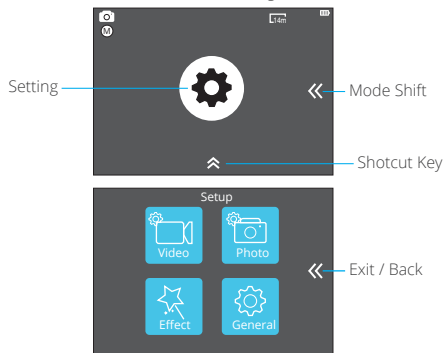 14m
M
Setting
Mode Shift
Shotcut Key
Setup
Video
Photo
Exit / Back
Effect
General